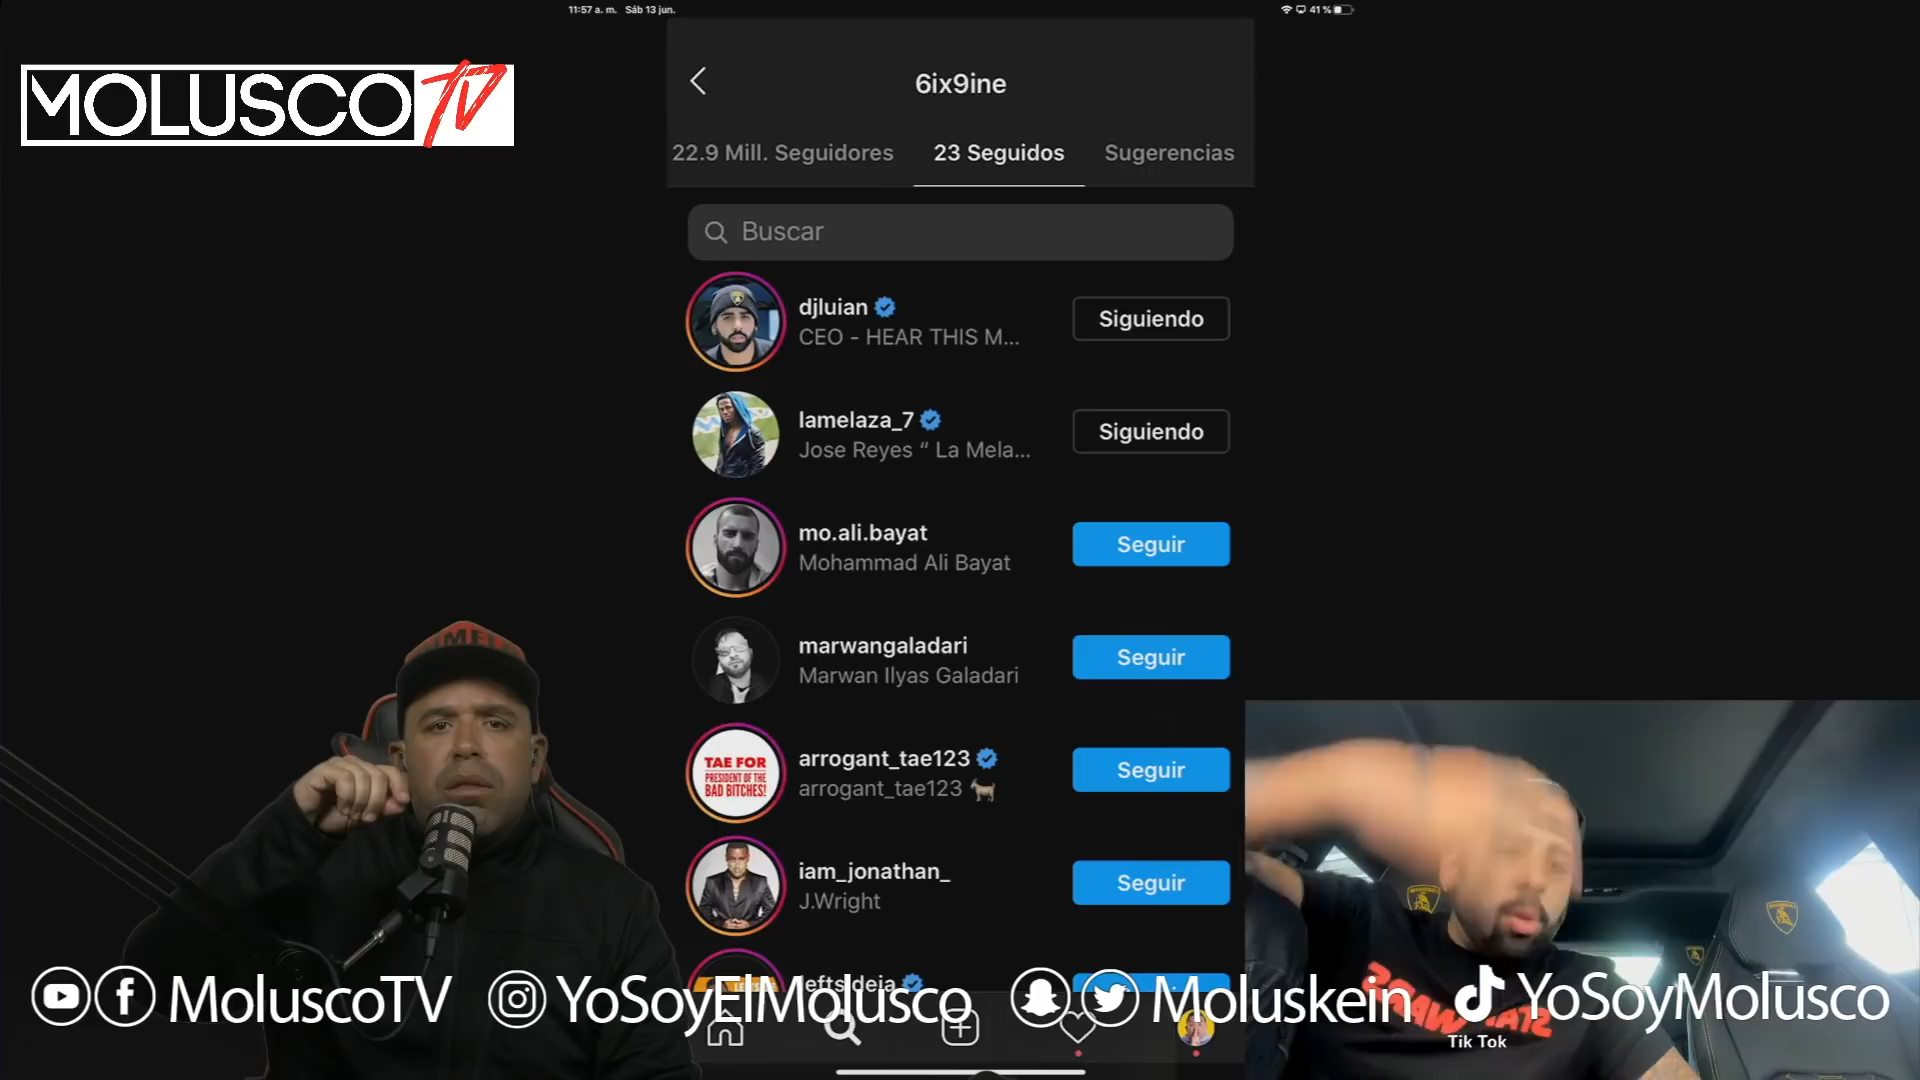 11:57 a. m. Sáb 13 jun.
41 %
MOLUSCO TV
6ix9ine
22.9 Mill. Seguidores
23 Seguidos
Sugerencias
Buscar
djluian
CEO - HEAR THIS M...
Siguiendo
lamelaza_7
Jose Reyes “ La Mela...
Siguiendo
mo.ali.bayat
Mohammad Ali Bayat
Seguir
marwangaladari
Marwan Ilyas Galadari
Seguir
TAE FOR
PRESIDENT OF THE
BAD BITCHES!
arrogant_tae123
arrogant_tae123
Seguir
iam_jonathan_
J.Wright
Seguir
MoluscoTV
YoSoyElMolusco
Moluskein
YoSoyMolusco
Tik Tok